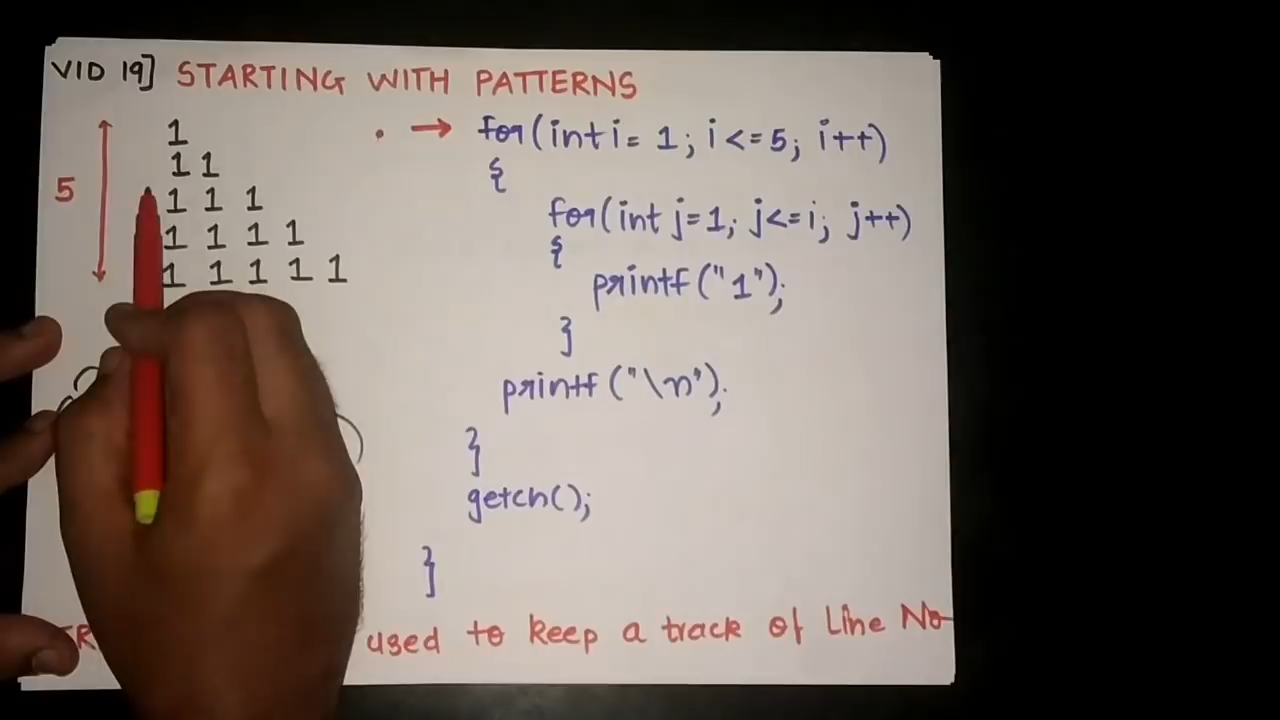 VID 19] STARTING WITH PATTERNS
5
1
1 1
1 1 1
1 1 1 1
1 1 1 1 1
. → for(int i= 1; i<=5; i++)
{
for(int j=1; j<=i; j++)
{
printf("1");
}
printf("\n");
}
getch();
}
used to keep a track of Line No